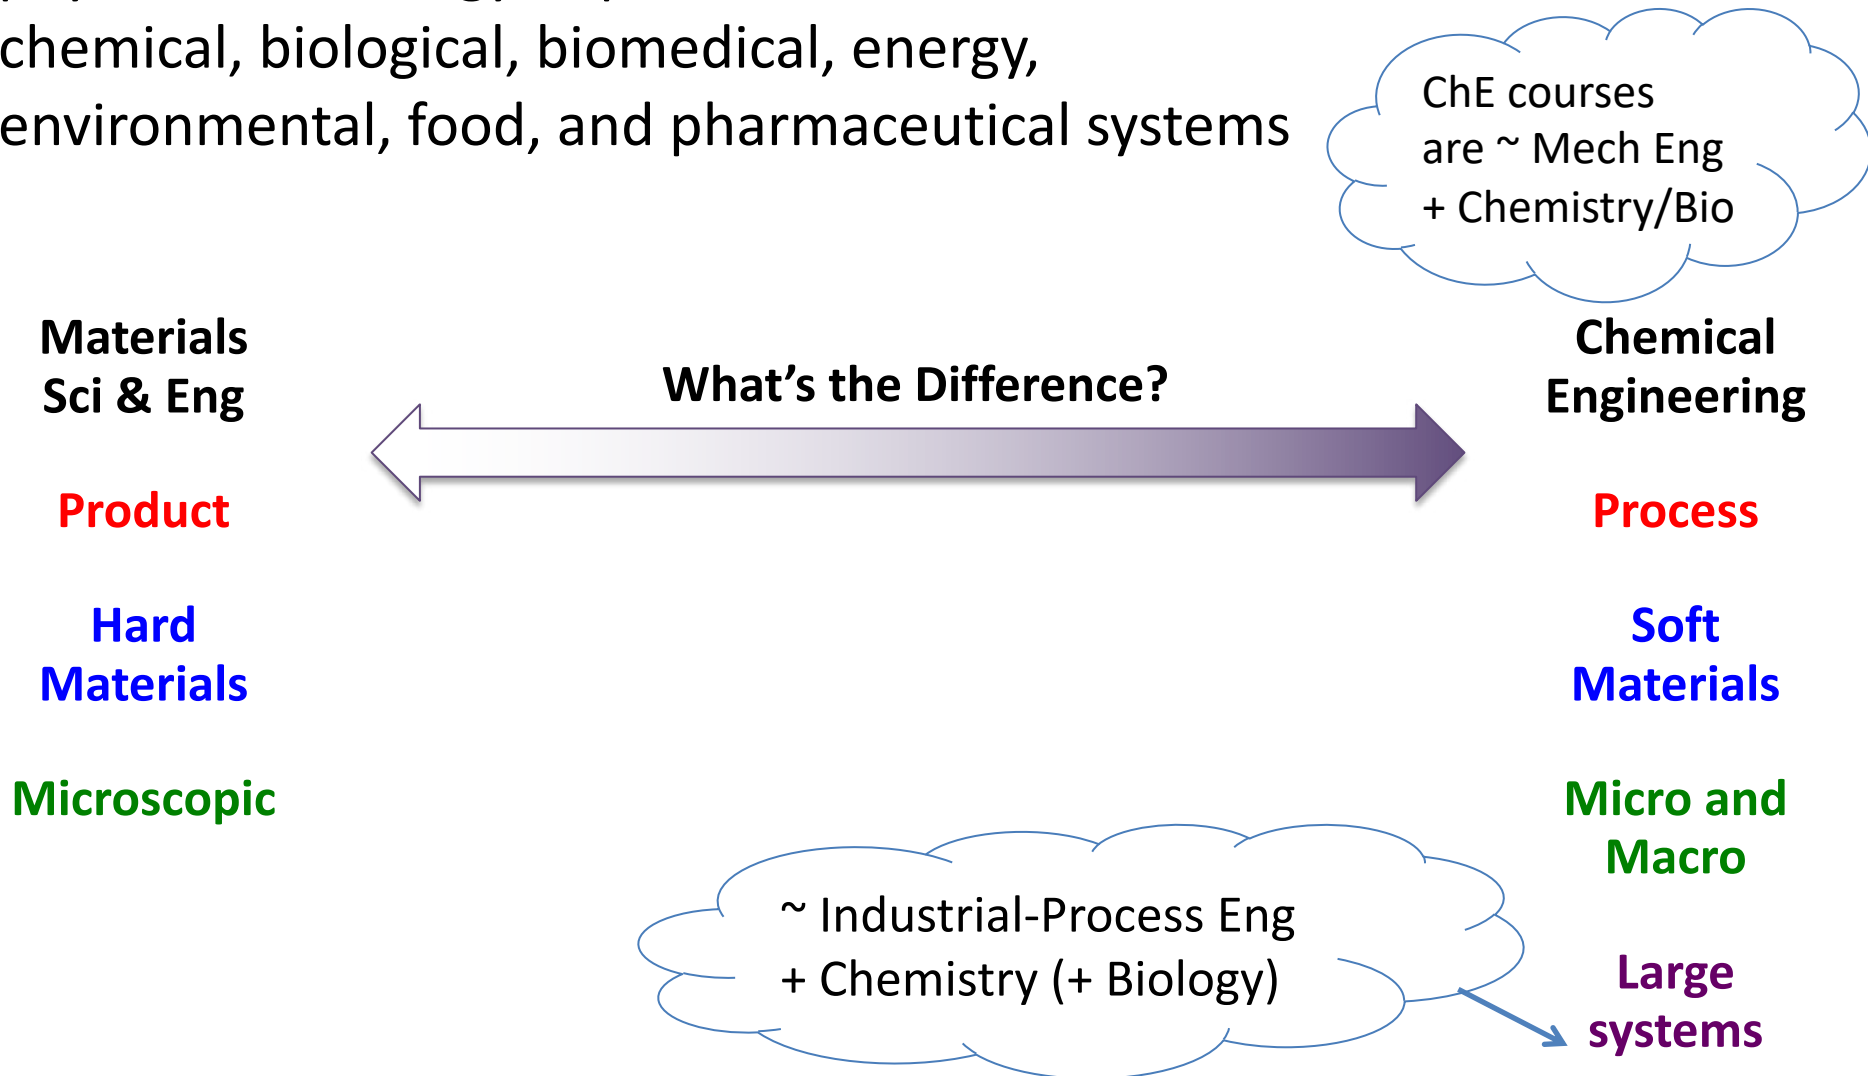 chemical, biological, biomedical, energy,
environmental, food, and pharmaceutical systems
ChE courses
are ~ Mech Eng
+ Chemistry/Bio
Materials
Sci & Eng
What’s the Difference?
Chemical
Engineering
Product
Process
Hard
Materials
Soft
Materials
Microscopic
Micro and
Macro
~ Industrial-Process Eng
+ Chemistry (+ Biology)
Large
systems